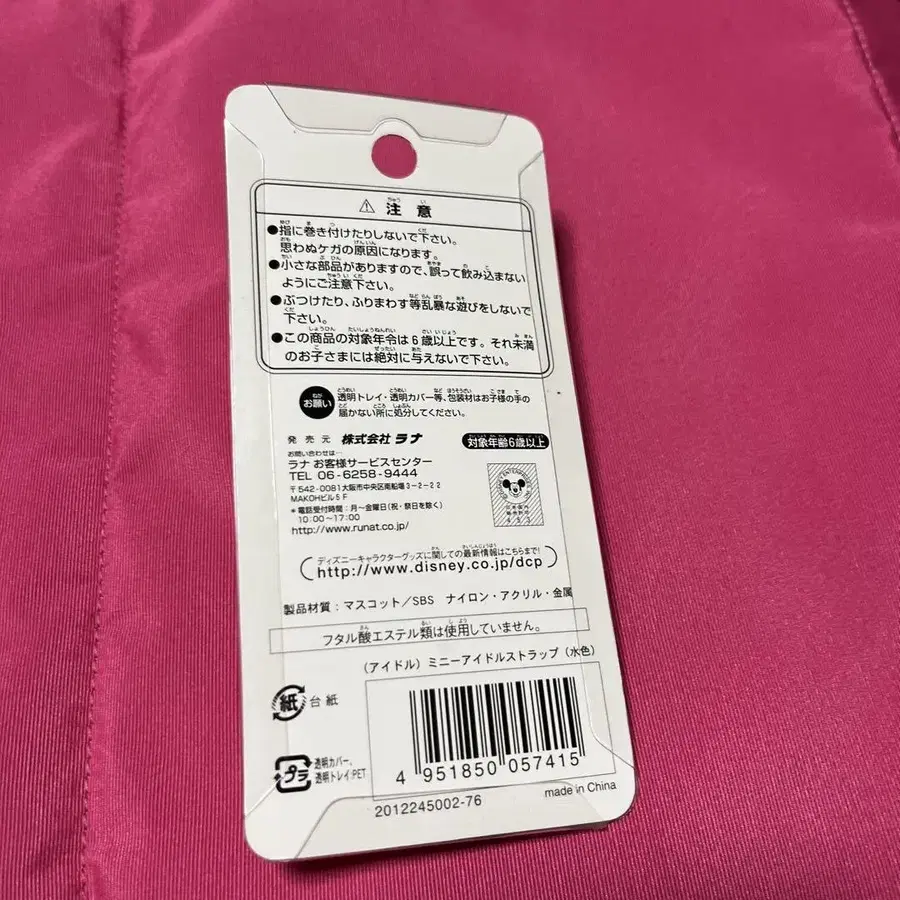 ⚠ 注意
●指に巻き付けたりしないで下さい。
思わぬケガの原因になります。
●小さな部品がありますので、誤って飲み込まない
ようにご注意下さい。
●ぶつけたり、ふりまわす等乱暴な遊びをしないで
下さい。
●この商品の対象年令は6歳以上です。それ未満
のお子さまには絶対に与えないで下さい。
お願い 透明トレイ・透明カバー等、包装材はお子様の手の
届かない所に処分してください。
発売元 株式会社 ラナ
対象年齢6歳以上
お問い合わせは…
ラナ お客様サービスセンター
TEL 06-6258-9444
〒542-0081大阪市中央区南船場3-2-22
MAKOHビル5F
*電話受付時間:月~金曜日(祝・祭日を除く)
10:00~17:00
http://www.runat.co.jp/
ディズニーキャラクターグッズに関しての最新情報はこちらまで!
http://www.disney.co.jp/dcp
製品材質:マスコット/SBS ナイロン・アクリル・金属
フタル酸エステル類は使用していません。
(アイドル)ミニーアイドルストラップ(水色)
紙 台紙
プラ 透明カバー、
透明トレイ:PET
4 951850 057415
2012245002-76
made in China